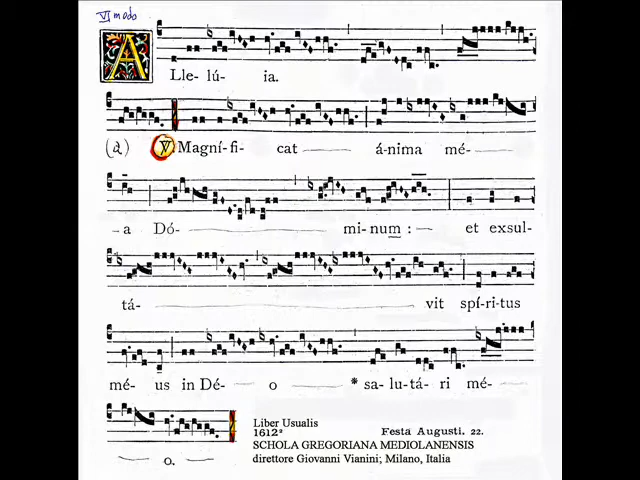 VI modo
A
Lle- lú- ia.
(a) ℣. Magní- fi- cat á-nima mé-
-a Dó- mi-num : et exsul-
tá- vit spí-ri-tus
mé- us in Dé- o * sa-lu-tá- ri mé-
o.
Liber Usualis
1612² Festa Augusti. 22.
SCHOLA GREGORIANA MEDIOLANENSIS
direttore Giovanni Vianini; Milano, Italia